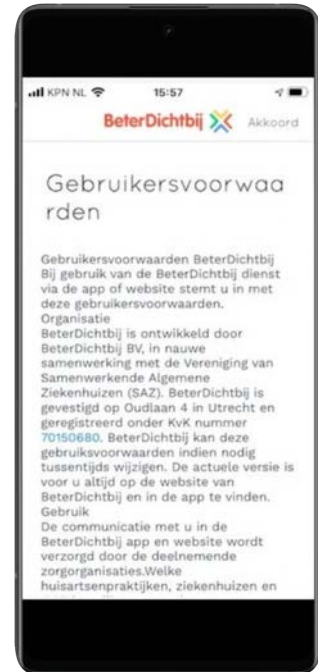 KPN NL 15:57
BeterDichtbij Akkoord
Gebruikersvoorwaa
rden
Gebruikersvoorwaarden BeterDichtbij
Bij gebruik van de BeterDichtbij dienst
via de app of website stemt u in met
deze gebruikersvoorwaarden.
Organisatie
BeterDichtbij is ontwikkeld door
BeterDichtbij BV, in nauwe
samenwerking met de Vereniging van
Samenwerkende Algemene
Ziekenhuizen (SAZ). BeterDichtbij is
gevestigd op Oudlaan 4 in Utrecht en
geregistreerd onder KvK nummer
70150680. BeterDichtbij kan deze
gebruiksvoorwaarden indien nodig
tussentijds wijzigen. De actuele versie is
voor u altijd op de website van
BeterDichtbij en in de app te vinden.
Gebruik
De communicatie met u in de
BeterDichtbij app en website wordt
verzorgd door de deelnemende
zorgorganisaties.Welke
huisartsenpraktijken, ziekenhuizen en